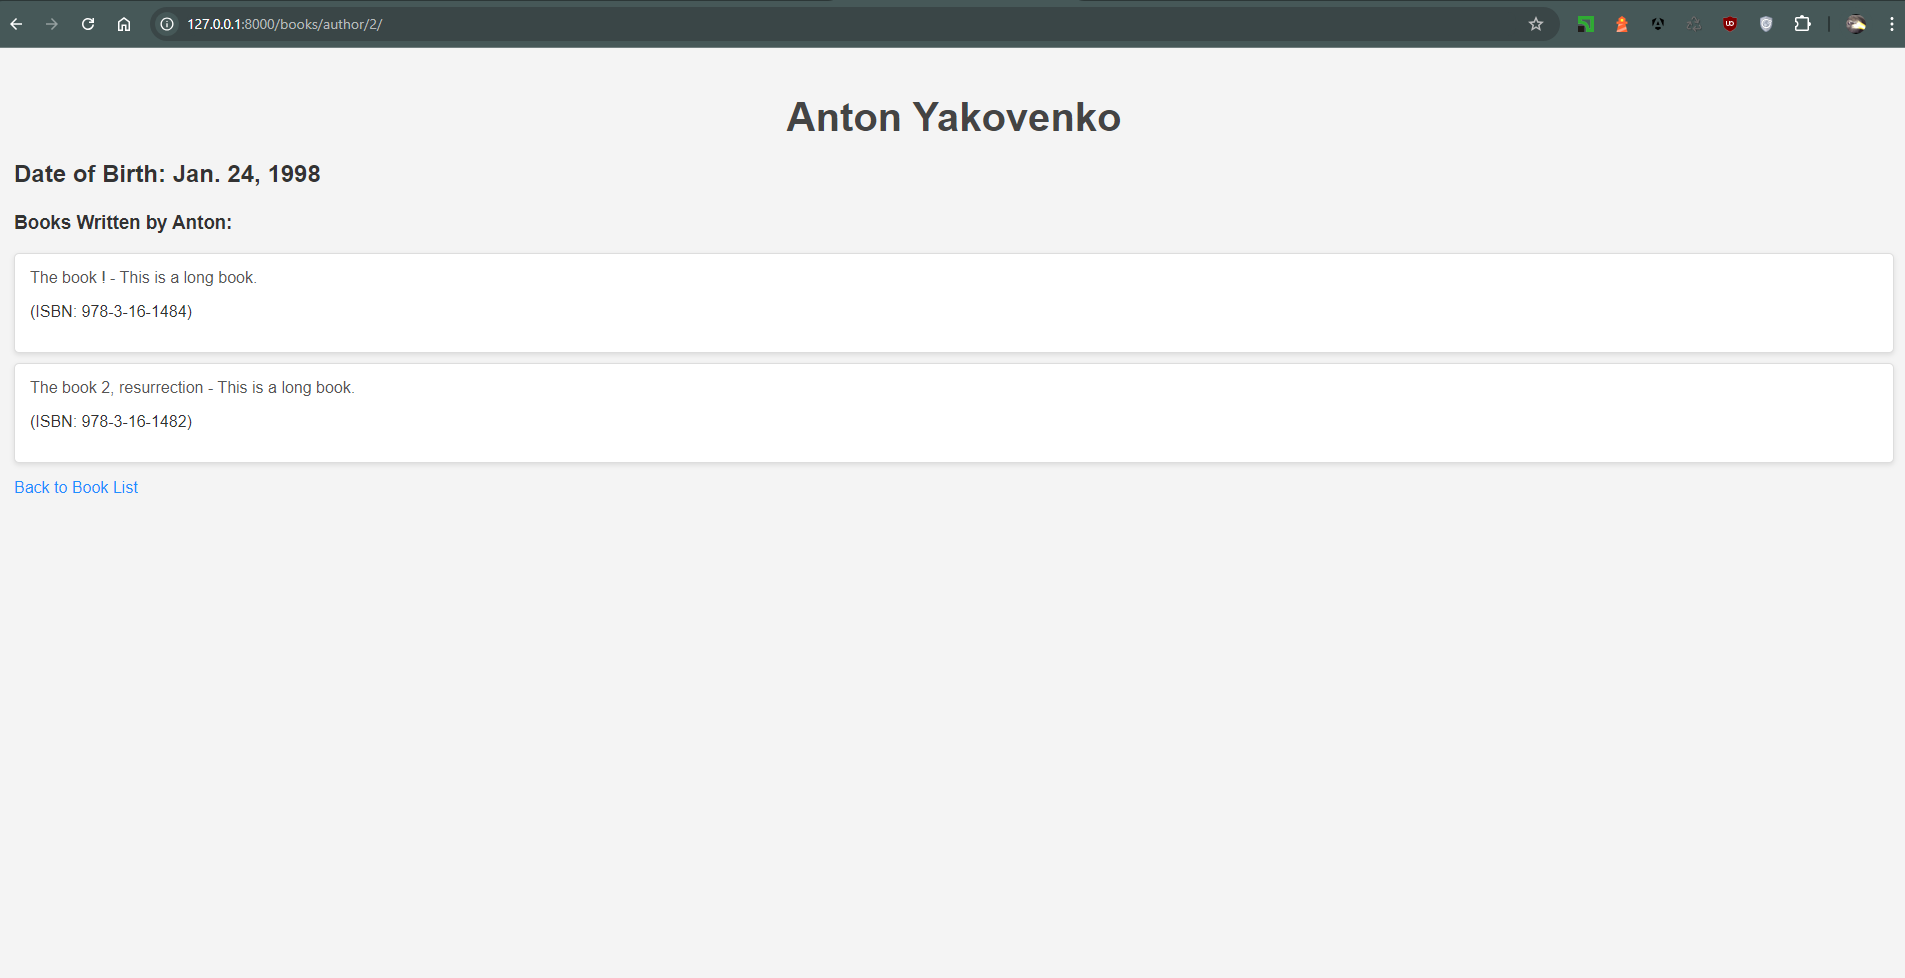 127.0.0.1:8000/books/author/2/
Anton Yakovenko
Date of Birth: Jan. 24, 1998
Books Written by Anton:
The book ! - This is a long book.
(ISBN: 978-3-16-1484)
The book 2, resurrection - This is a long book.
(ISBN: 978-3-16-1482)
Back to Book List